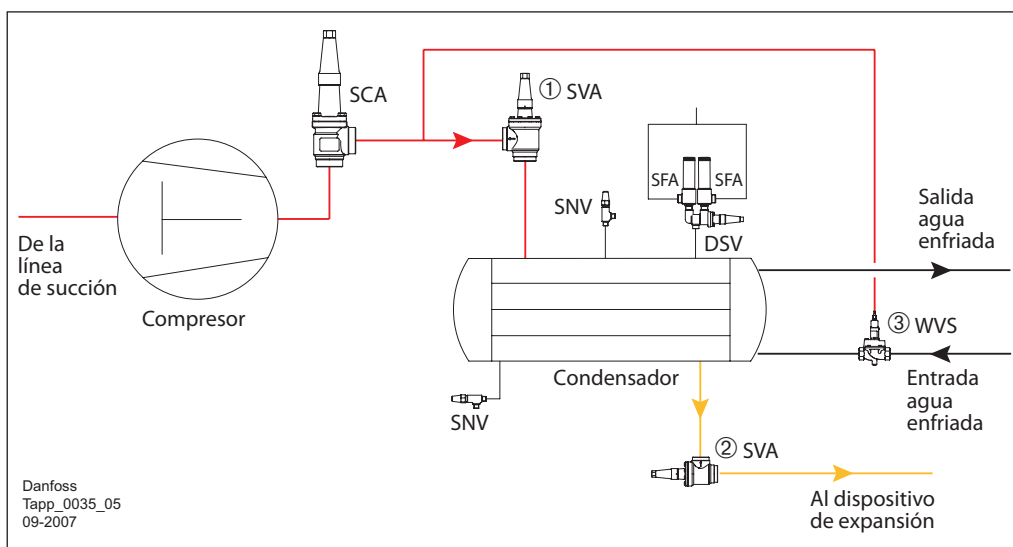 SCA
① SVA
SFA
SFA
SNV
DSV
Salida
agua
enfriada
De la
línea
de succión
Compresor
③ WVS
Condensador
Entrada
agua
enfriada
SNV
② SVA
Al dispositivo
de expansión
Danfoss
Tapp_0035_05
09-2007